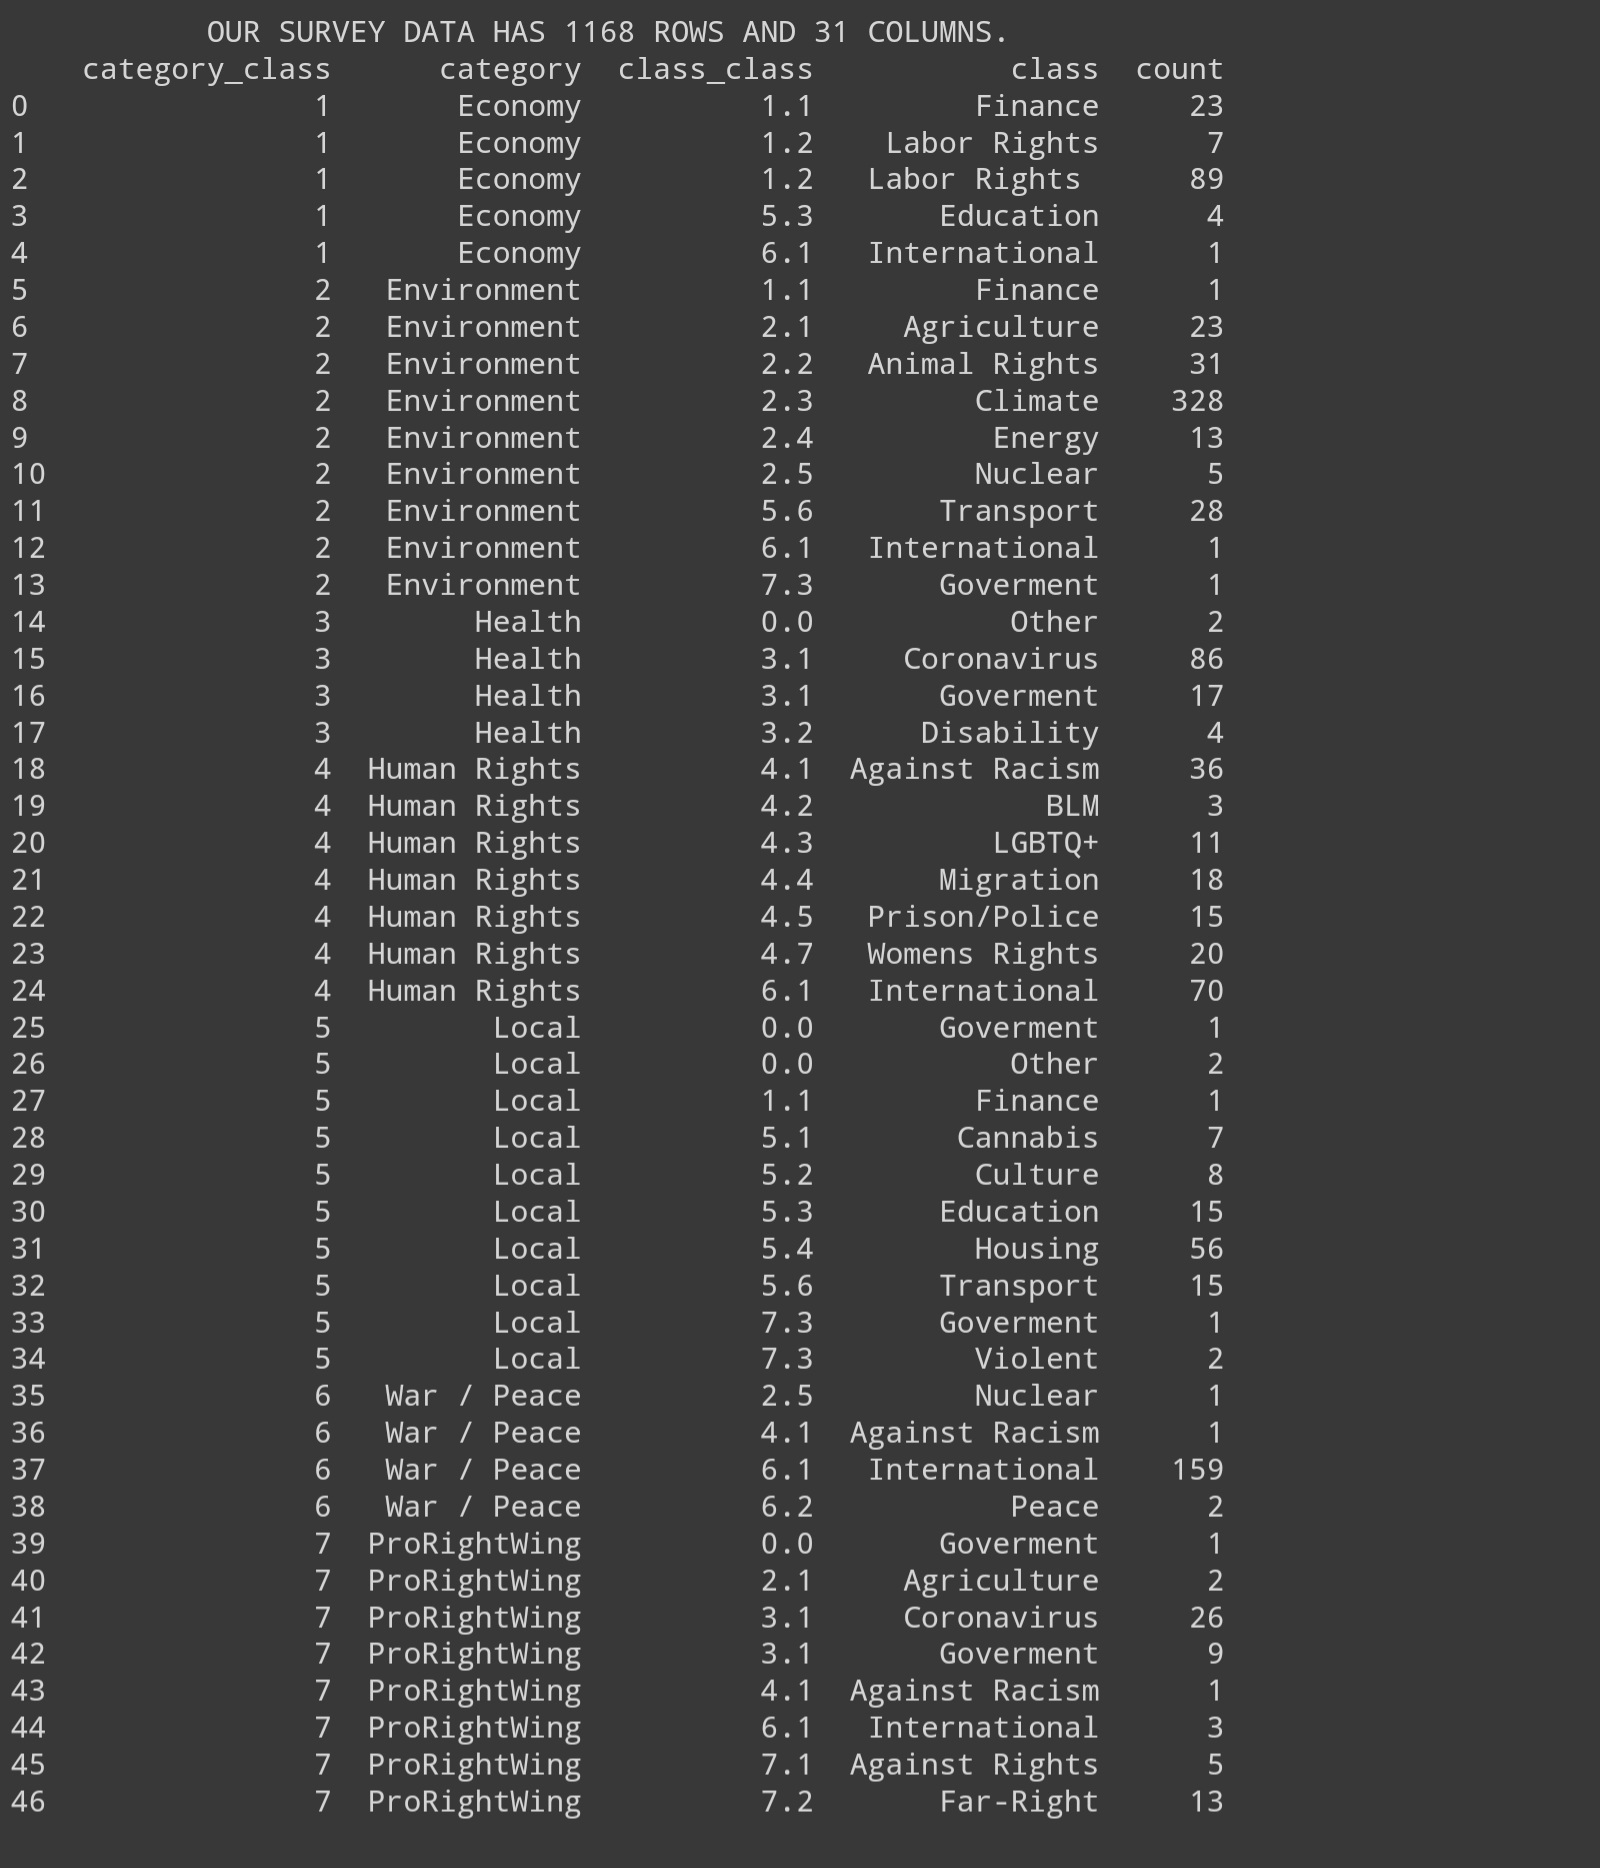 OUR SURVEY DATA HAS 1168 ROWS AND 31 COLUMNS.
category_class category class_class class count
0 1 Economy 1.1 Finance 23
1 1 Economy 1.2 Labor Rights 7
2 1 Economy 1.2 Labor Rights 89
3 1 Economy 5.3 Education 4
4 1 Economy 6.1 International 1
5 2 Environment 1.1 Finance 1
6 2 Environment 2.1 Agriculture 23
7 2 Environment 2.2 Animal Rights 31
8 2 Environment 2.3 Climate 328
9 2 Environment 2.4 Energy 13
10 2 Environment 2.5 Nuclear 5
11 2 Environment 5.6 Transport 28
12 2 Environment 6.1 International 1
13 2 Environment 7.3 Goverment 1
14 3 Health 0.0 Other 2
15 3 Health 3.1 Coronavirus 86
16 3 Health 3.1 Goverment 17
17 3 Health 3.2 Disability 4
18 4 Human Rights 4.1 Against Racism 36
19 4 Human Rights 4.2 BLM 3
20 4 Human Rights 4.3 LGBTQ+ 11
21 4 Human Rights 4.4 Migration 18
22 4 Human Rights 4.5 Prison/Police 15
23 4 Human Rights 4.7 Womens Rights 20
24 4 Human Rights 6.1 International 70
25 5 Local 0.0 Goverment 1
26 5 Local 0.0 Other 2
27 5 Local 1.1 Finance 1
28 5 Local 5.1 Cannabis 7
29 5 Local 5.2 Culture 8
30 5 Local 5.3 Education 15
31 5 Local 5.4 Housing 56
32 5 Local 5.6 Transport 15
33 5 Local 7.3 Goverment 1
34 5 Local 7.3 Violent 2
35 6 War / Peace 2.5 Nuclear 1
36 6 War / Peace 4.1 Against Racism 1
37 6 War / Peace 6.1 International 159
38 6 War / Peace 6.2 Peace 2
39 7 ProRightWing 0.0 Goverment 1
40 7 ProRightWing 2.1 Agriculture 2
41 7 ProRightWing 3.1 Coronavirus 26
42 7 ProRightWing 3.1 Goverment 9
43 7 ProRightWing 4.1 Against Racism 1
44 7 ProRightWing 6.1 International 3
45 7 ProRightWing 7.1 Against Rights 5
46 7 ProRightWing 7.2 Far-Right 13